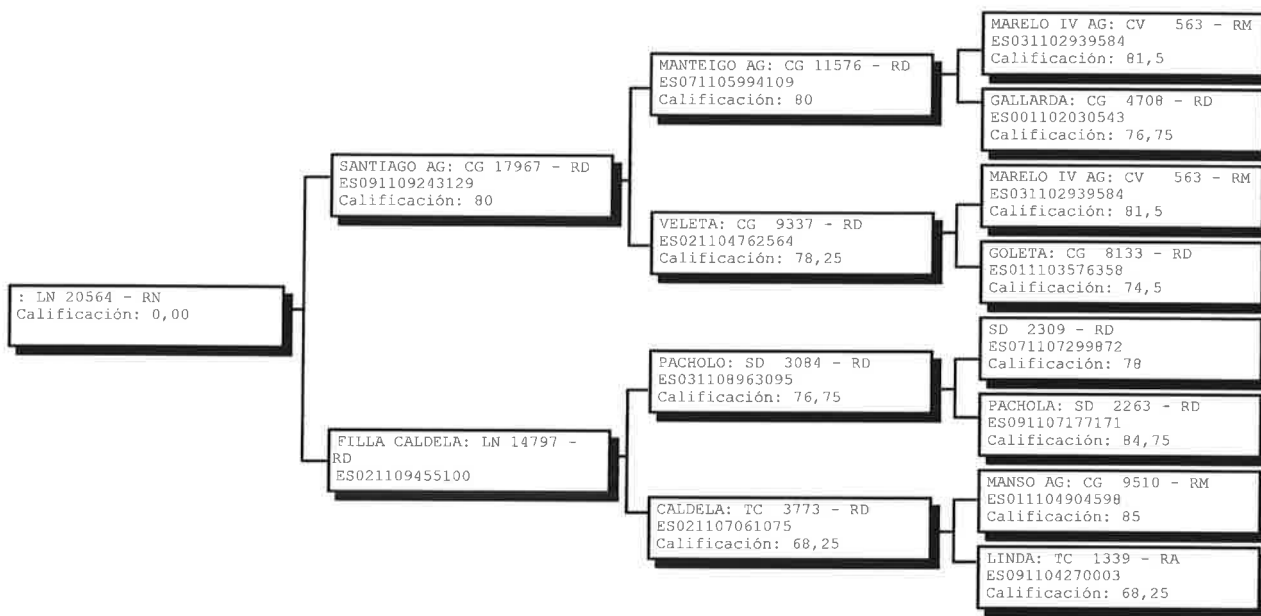 : LN 20564 - RN
Calificación: 0,00
SANTIAGO AG: CG 17967 - RD
ES091109243129
Calificación: 80
FILLA CALDELA: LN 14797 -
RD
ES021109455100
MANTEIGO AG: CG 11576 - RD
ES071105994109
Calificación: 80
VELETA: CG 9337 - RD
ES021104762564
Calificación: 78,25
PACHOLO: SD 3084 - RD
ES031108963095
Calificación: 76,75
CALDELA: TC 3773 - RD
ES021107061075
Calificación: 68,25
MARELO IV AG: CV 563 - RM
ES031102939584
Calificación: 81,5
GALLARDA: CG 4708 - RD
ES001102030543
Calificación: 76,75
MARELO IV AG: CV 563 - RM
ES031102939584
Calificación: 81,5
GOLETA: CG 8133 - RD
ES011103576358
Calificación: 74,5
SD 2309 - RD
ES071107299872
Calificación: 78
PACHOLA: SD 2263 - RD
ES091107177171
Calificación: 84,75
MANSO AG: CG 9510 - RM
ES011104904598
Calificación: 85
LINDA: TC 1339 - RA
ES091104270003
Calificación: 68,25